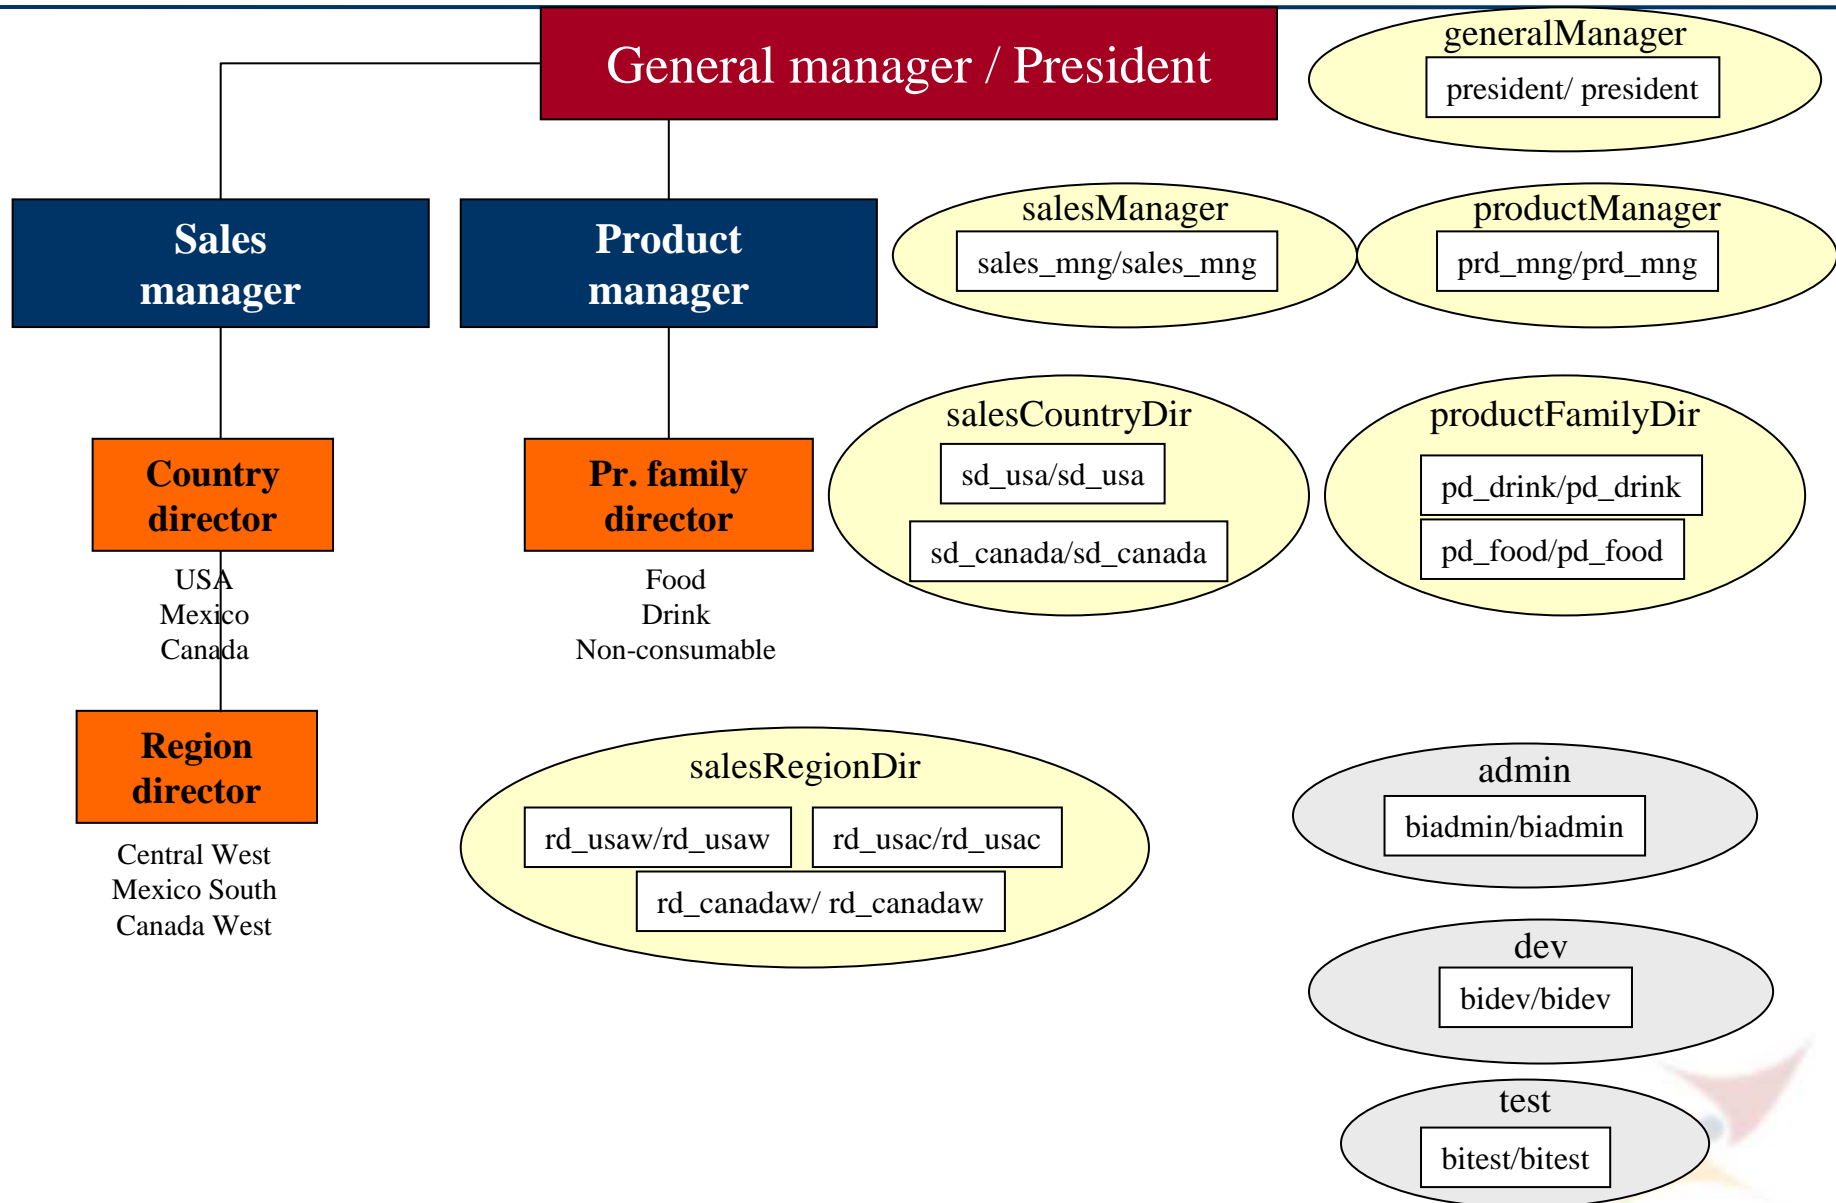 General manager / President
generalManager
president/ president
Sales
manager
Product
manager
salesManager
sales_mng/sales_mng
productManager
prd_mng/prd_mng
Country
director
USA
Mexico
Canada
Pr. family
director
Food
Drink
Non-consumable
salesCountryDir
sd_usa/sd_usa
sd_canada/sd_canada
productFamilyDir
pd_drink/pd_drink
pd_food/pd_food
Region
director
Central West
Mexico South
Canada West
salesRegionDir
rd_usaw/rd_usaw
rd_usac/rd_usac
rd_canadaw/ rd_canadaw
admin
biadmin/biadmin
dev
bidev/bidev
test
bitest/bitest